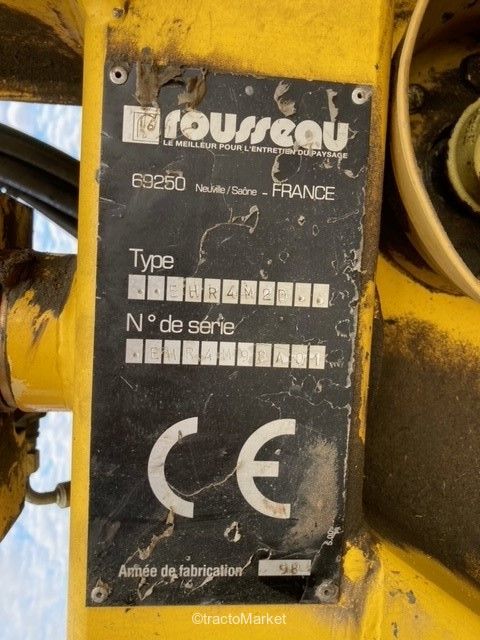 rousseau
LE MEILLEUR POUR L'ENTRETIEN DU PAYSAGE
69250 Neuville / Saône - FRANCE
Type
..EHR4M20..
N° de série
Année de fabrication 98
©tractoMarket